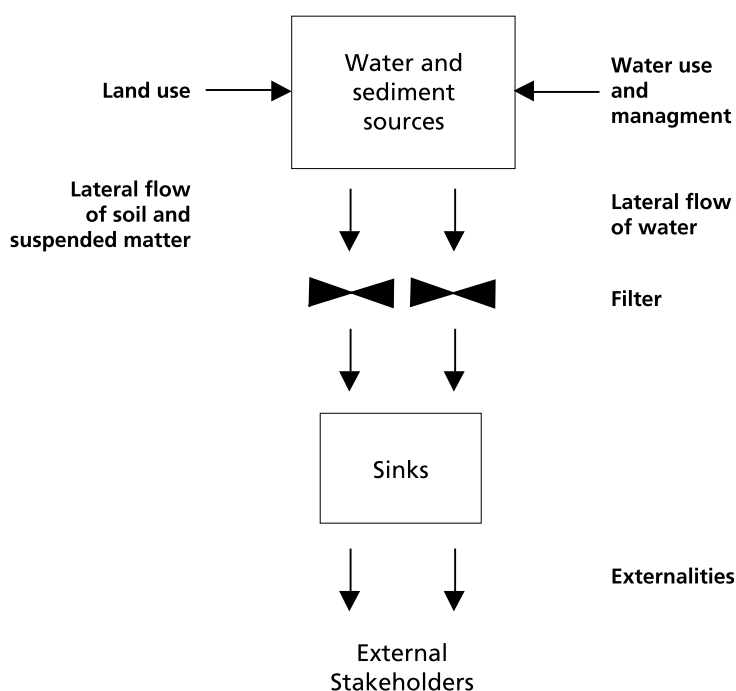 Water and
sediment
sources
Land use
Water use
and
managment
Lateral flow
of soil and
suspended matter
Lateral flow
of water
Filter
Sinks
Externalities
External
Stakeholders